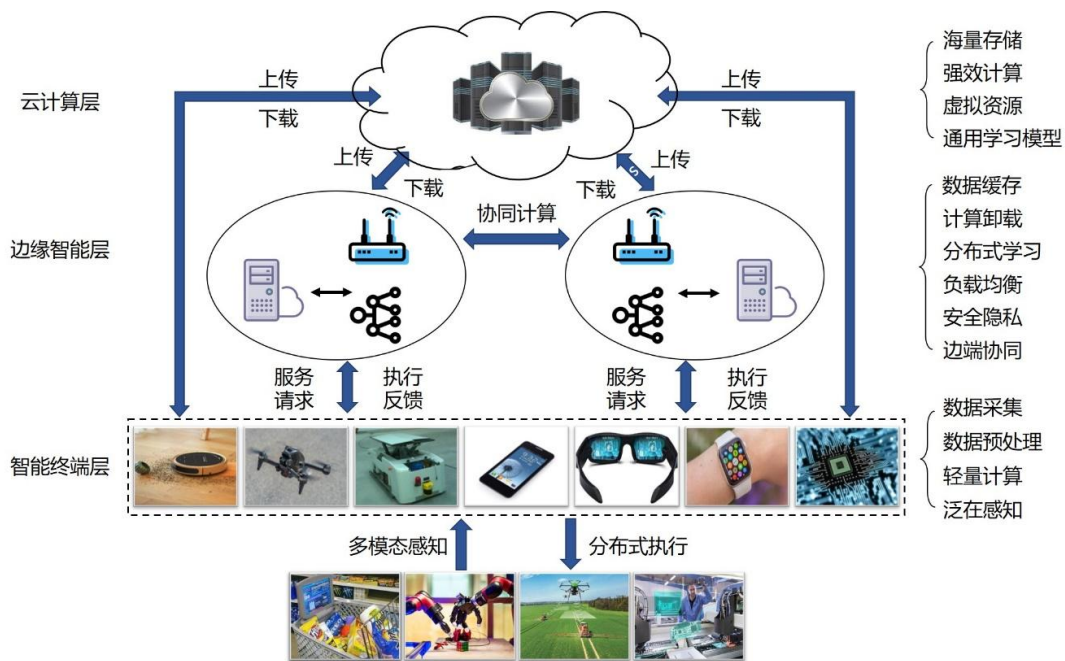 上传
下载
云计算层
上传
下载
海量存储
强效计算
虚拟资源
通用学习模型
上传
下载
下载
S
上传
边缘智能层
协同计算
数据缓存
计算卸载
分布式学习
负载均衡
安全隐私
边端协同
服务
请求
执行
反馈
服务
请求
执行
反馈
智能终端层
数据采集
数据预处理
轻量计算
泛在感知
多模态感知
分布式执行